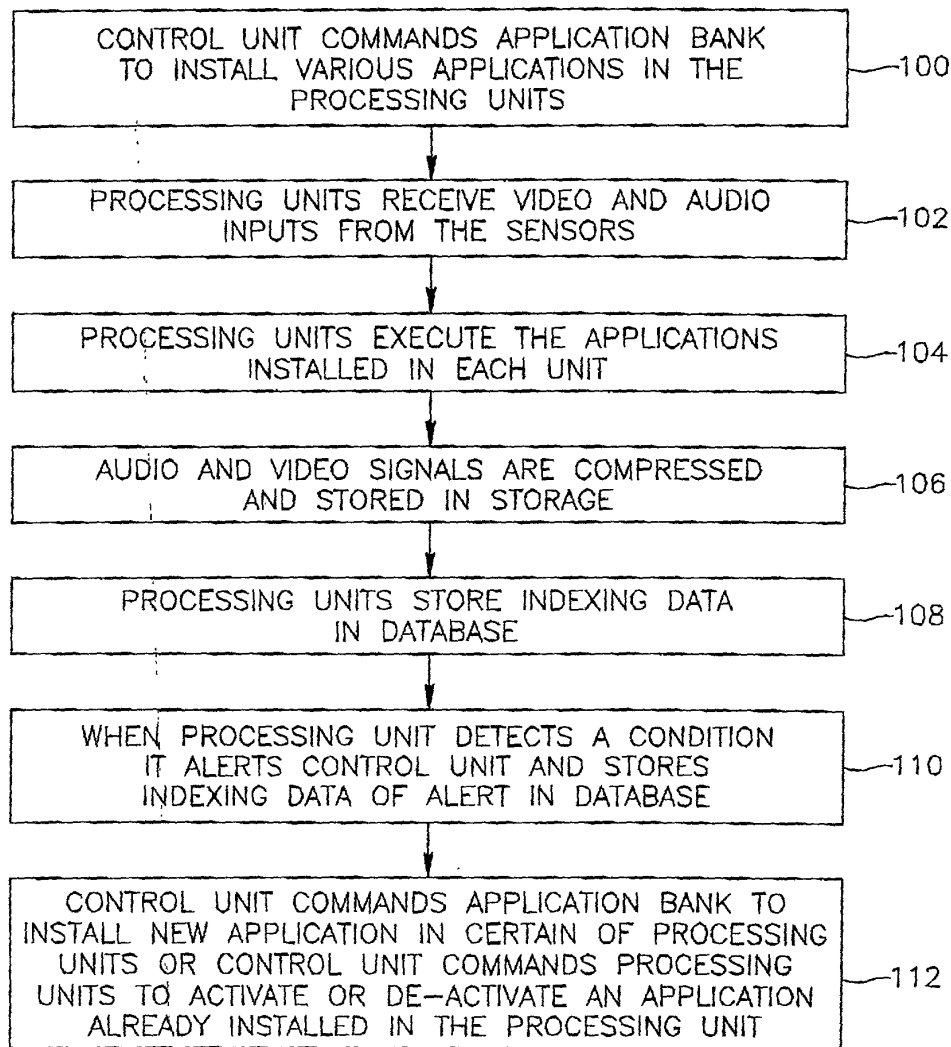 CONTROL UNIT COMMANDS APPLICATION BANK
TO INSTALL VARIOUS APPLICATIONS IN THE
PROCESSING UNITS
100
PROCESSING UNITS RECEIVE VIDEO AND AUDIO
INPUTS FROM THE SENSORS
102
PROCESSING UNITS EXECUTE THE APPLICATIONS
INSTALLED IN EACH UNIT
104
AUDIO AND VIDEO SIGNALS ARE COMPRESSED
AND STORED IN STORAGE
106
PROCESSING UNITS STORE INDEXING DATA
IN DATABASE
108
WHEN PROCESSING UNIT DETECTS A CONDITION
IT ALERTS CONTROL UNIT AND STORES
INDEXING DATA OF ALERT IN DATABASE
110
CONTROL UNIT COMMANDS APPLICATION BANK TO
INSTALL NEW APPLICATION IN CERTAIN OF PROCESSING
UNITS OR CONTROL UNIT COMMANDS PROCESSING
UNITS TO ACTIVATE OR DE-ACTIVATE AN APPLICATION
ALREADY INSTALLED IN THE PROCESSING UNIT
112